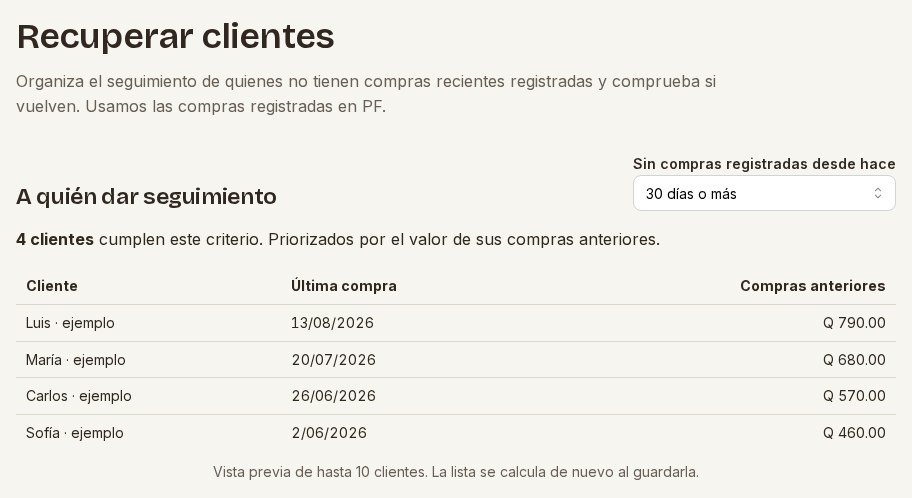 Recuperar clientes
Organiza el seguimiento de quienes no tienen compras recientes registradas y comprueba si
vuelven. Usamos las compras registradas en PF.
Sin compras registradas desde hace
A quién dar seguimiento
30 días o más
4 clientes cumplen este criterio. Priorizados por el valor de sus compras anteriores.
Cliente Última compra Compras anteriores
Luis · ejemplo 13/08/2026 Q 790.00
María · ejemplo 20/07/2026 Q 680.00
Carlos · ejemplo 26/06/2026 Q 570.00
Sofía · ejemplo 2/06/2026 Q 460.00
Vista previa de hasta 10 clientes. La lista se calcula de nuevo al guardarla.